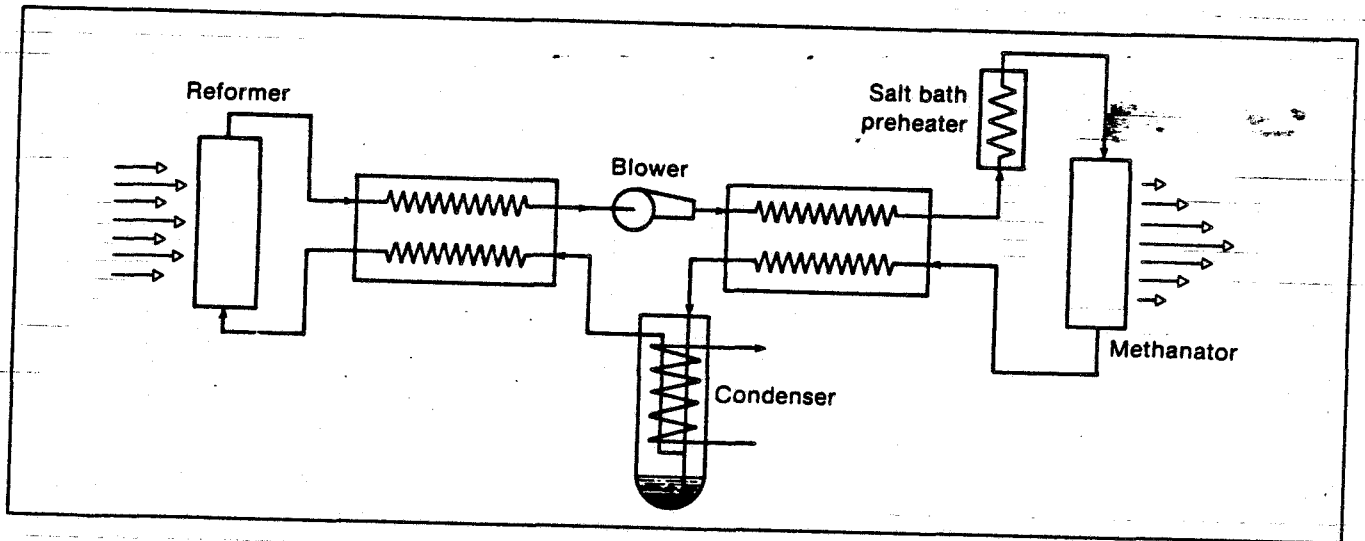 Reformer
Salt bath
preheater
Blower
Methanator
Condenser